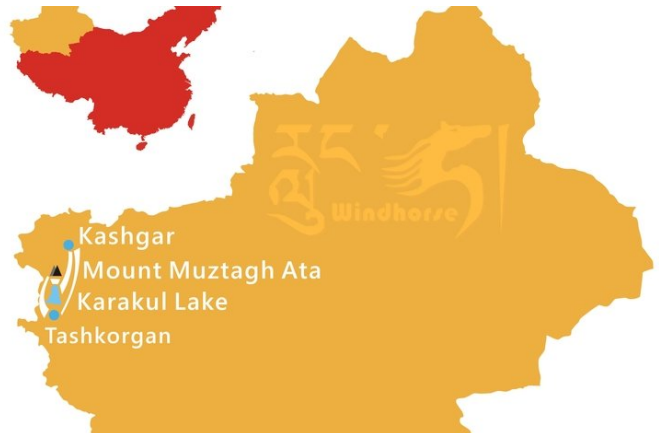 རླུང་
རྟ
Windhorse
Kashgar
Mount Muztagh Ata
Karakul Lake
Tashkorgan